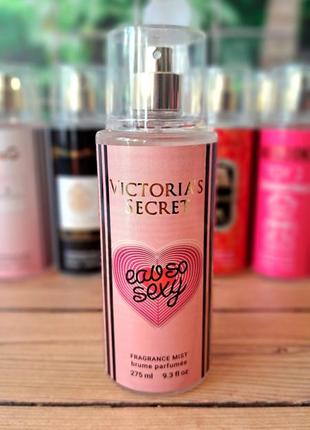 VICTORIA'S
SECRET
eau so
sexy
FRAGRANCE MIST
brume parfumée
275 ml 9.3 fl oz